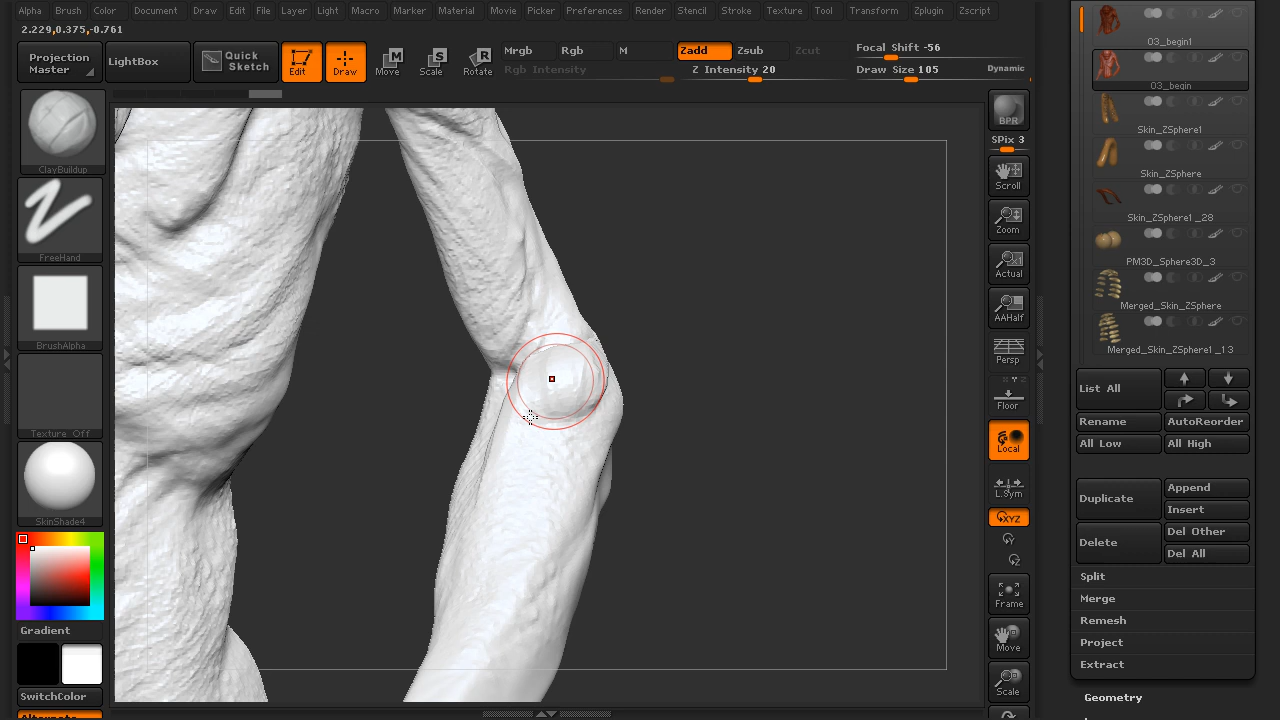 Alpha Brush Color Document Draw Edit File Layer Light Macro Marker Material Movie Picker Preferences Render Stencil Stroke Texture Tool Transform Zplugin Zscript
2.229,0.375,-0.761
Projection Master
LightBox
Quick Sketch
Edit
Draw
Move
Scale
Rotate
Mrgb Rgb M
Rgb Intensity
Zadd Zsub Zcut
Z Intensity 20
Focal Shift -56
Draw Size 105
Dynamic
ClayBuildup
FreeHand
BrushAlpha
Texture Off
SkinShade4
Gradient
SwitchColor
Alternate
BPR
SPix 3
Scroll
Zoom
Actual
AAHalf
Persp
Floor
Local
L.Sym
XYZ
Frame
Move
Scale
03_begin1
03_begin
Skin_ZSphere1
Skin_ZSphere
Skin_ZSphere1_28
PM3D_Sphere3D_3
Merged_Skin_ZSphere
Merged_Skin_ZSphere1_13
List All
Rename AutoReorder
All Low All High
Duplicate
Append
Insert
Delete
Del Other
Del All
Split
Merge
Remesh
Project
Extract
Geometry